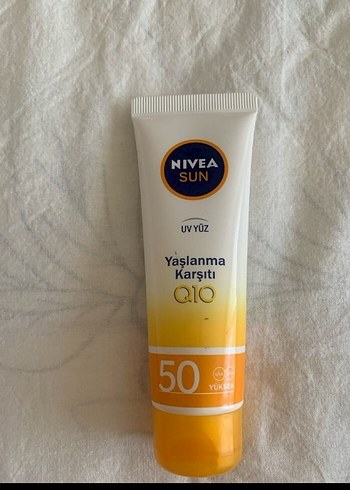 NIVEA
SUN
UV YÜZ
Yaşlanma
Karşıtı
Q10
50
YÜKSEK